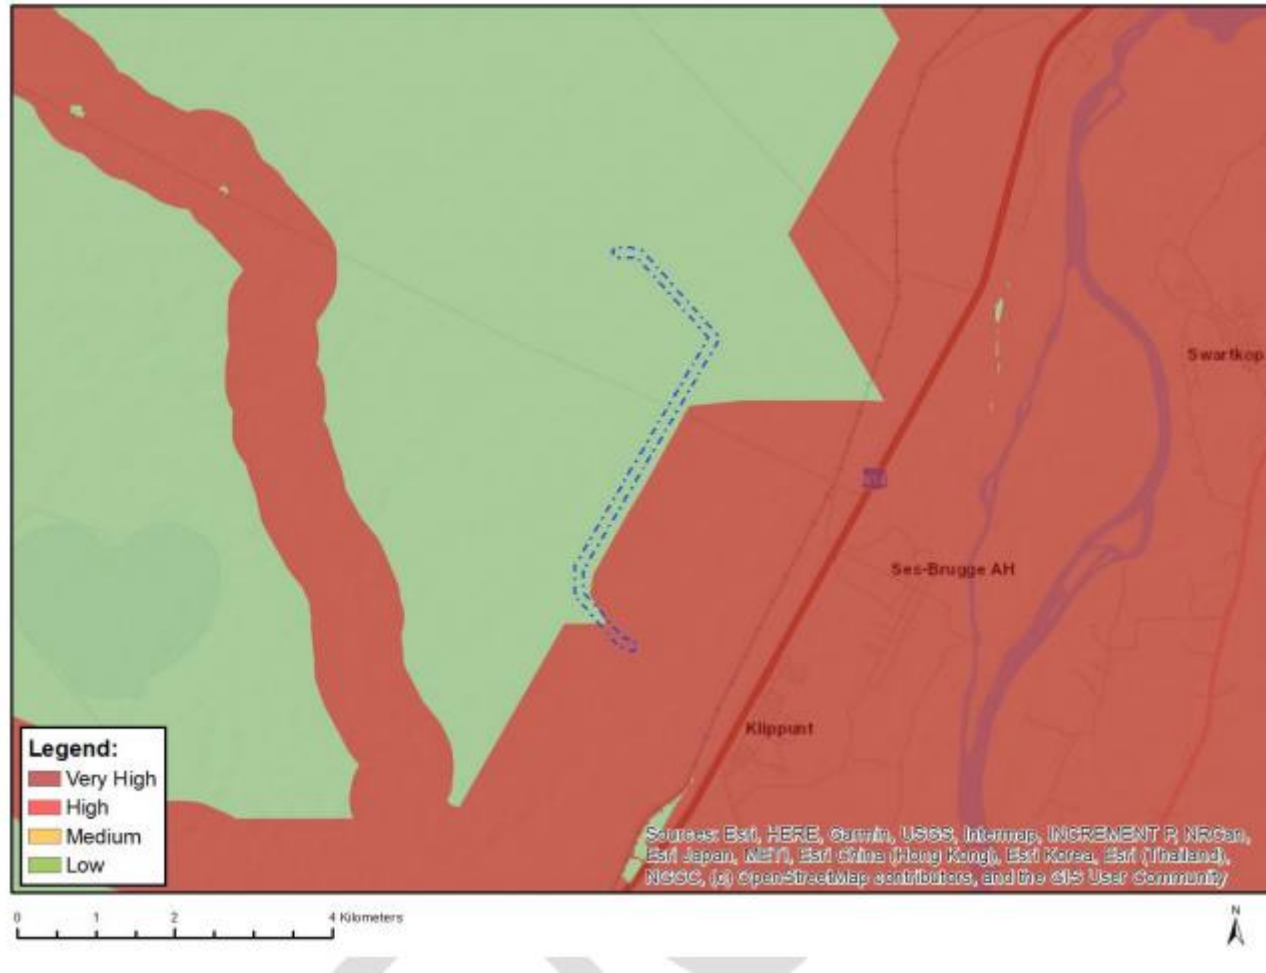 Swartkop
Ses-Brugge AH
Klippunt
Legend:
Very High
High
Medium
Low
Sources: Esri, HERE, Garmin, USGS, Intermap, INCREMENT P, NRCan,
Esri Japan, METI, Esri China (Hong Kong), Esri Korea, Esri (Thailand),
NGCC, (c) OpenStreetMap contributors, and the GIS User Community
0 1 2 4 Kilometers
N